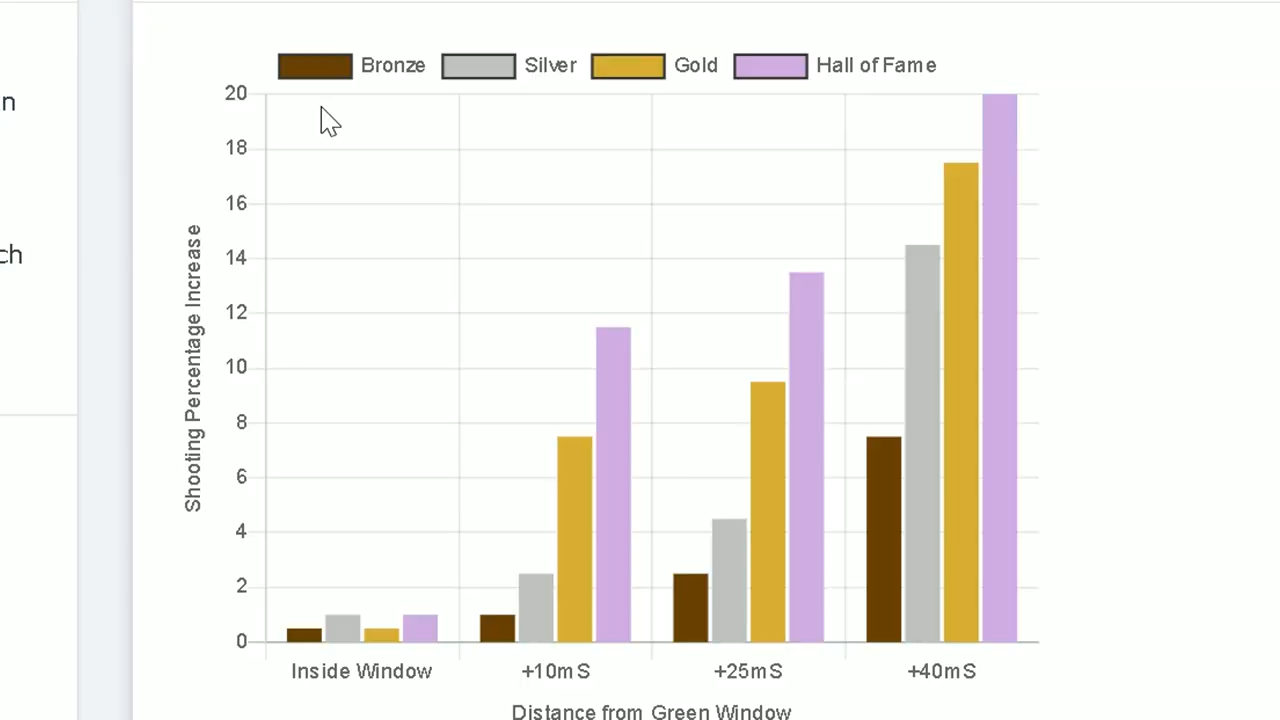 Bronze Silver Gold Hall of Fame
n
ch
Shooting Percentage Increase
20
18
16
14
12
10
8
6
4
2
0
Inside Window +10mS +25mS +40mS
Distance from Green Window